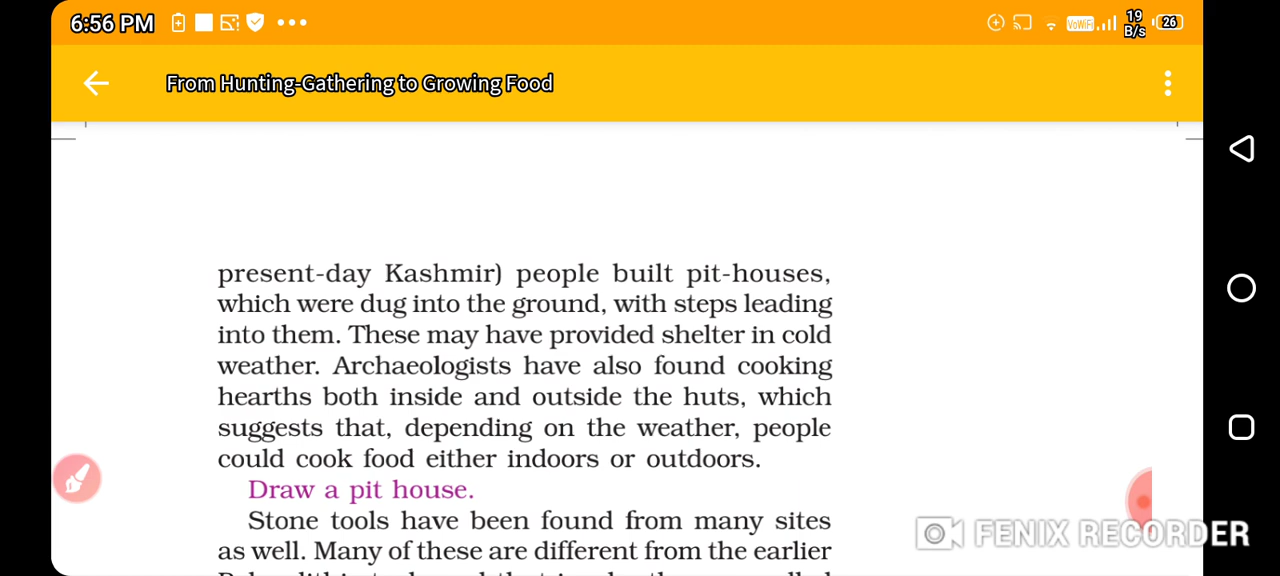 6:56 PM
VoWiFi 19 B/s 26
From Hunting-Gathering to Growing Food
present-day Kashmir) people built pit-houses,
which were dug into the ground, with steps leading
into them. These may have provided shelter in cold
weather. Archaeologists have also found cooking
hearths both inside and outside the huts, which
suggests that, depending on the weather, people
could cook food either indoors or outdoors.
Draw a pit house.
Stone tools have been found from many sites
as well. Many of these are different from the earlier
FENIX RECORDER